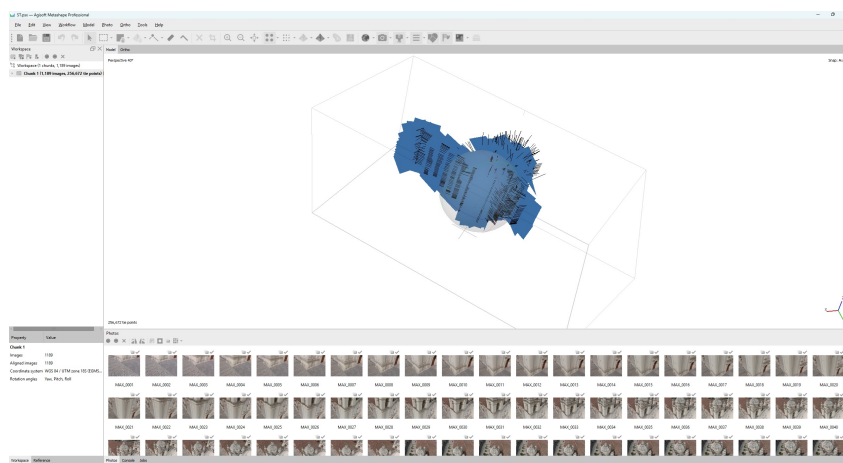 ST.psx — Agisoft Metashape Professional
File Edit View Workflow Model Photo Ortho Tools Help
Workspace
Model Ortho
Workspace (1 chunks, 1,189 images)
Chunk 1 (1,189 images, 256,672 tie points)
Perspective 40°
Snap: Ax
256,672 tie points
Property Value
Chunk 1
Images 1189
Aligned images 1189
Coordinate system WGS 84 / UTM zone 18S (EGM9...
Rotation angles Yaw, Pitch, Roll
Photos
MAX_0001 MAX_0002 MAX_0003 MAX_0004 MAX_0005 MAX_0006 MAX_0007 MAX_0008 MAX_0009 MAX_0010 MAX_0011 MAX_0012 MAX_0013 MAX_0014 MAX_0015 MAX_0016 MAX_0017 MAX_0018 MAX_0019 MAX_0020
MAX_0021 MAX_0022 MAX_0023 MAX_0024 MAX_0025 MAX_0026 MAX_0027 MAX_0028 MAX_0029 MAX_0030 MAX_0031 MAX_0032 MAX_0033 MAX_0034 MAX_0035 MAX_0036 MAX_0037 MAX_0038 MAX_0039 MAX_0040
Workspace Reference
Photos Console Jobs